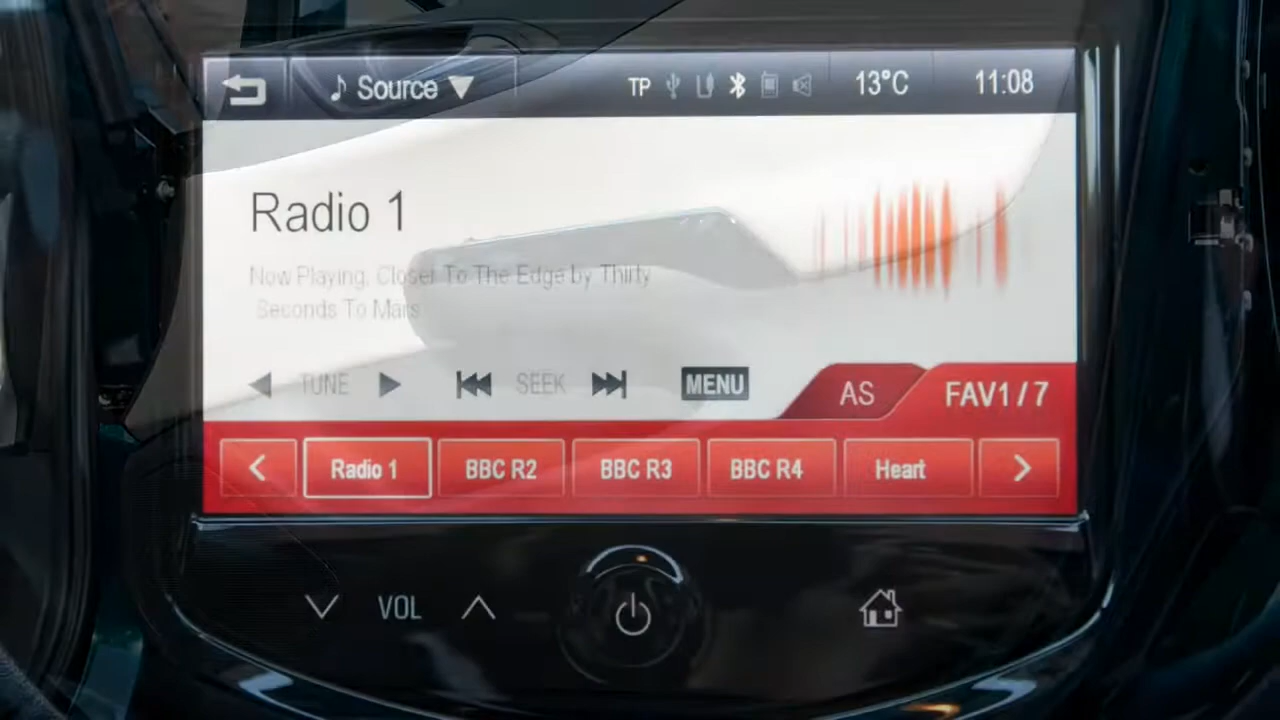 Source
TP
13°C
11:08
Radio 1
Now Playing, Closer To The Edge by Thirty
Seconds To Mars
TUNE
SEEK
MENU
AS
FAV1/7
Radio 1
BBC R2
BBC R3
BBC R4
Heart
VOL